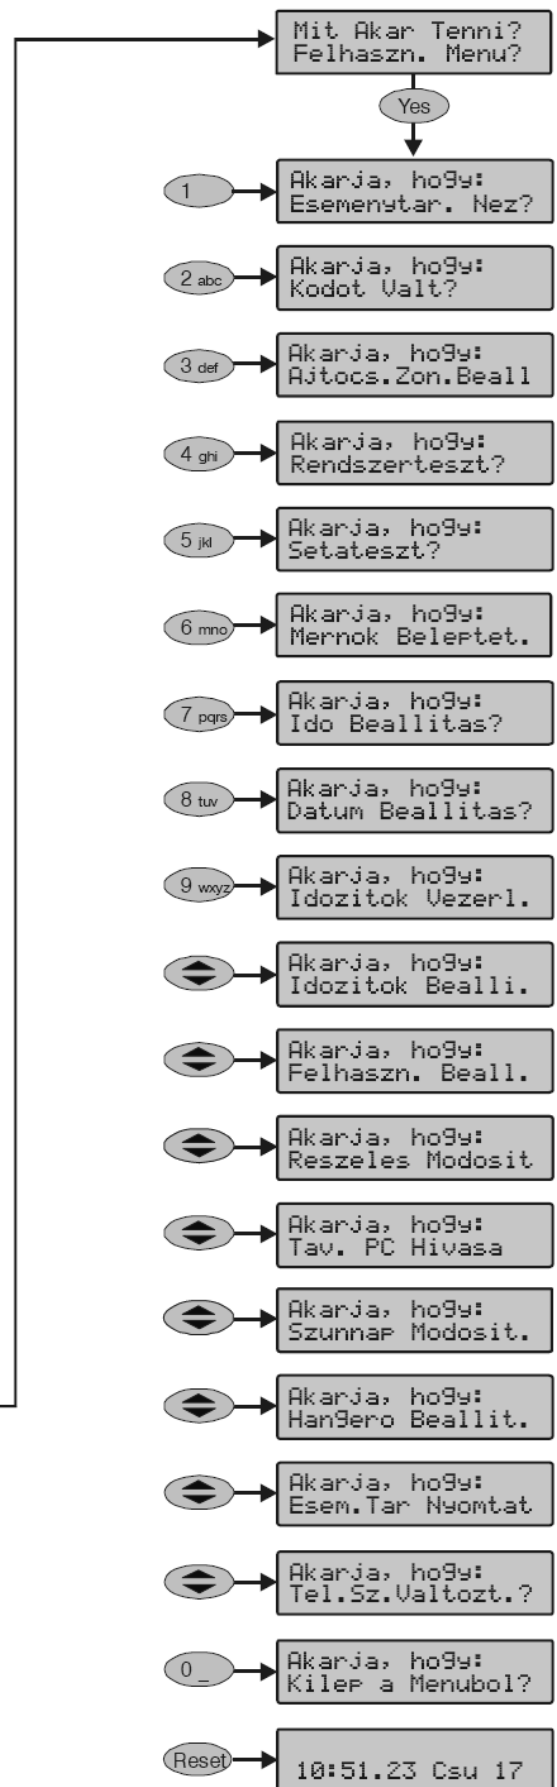 Mit Akar Tenni?
Felhaszn. Menu?
Yes
1
Akarja, hogy:
Esemenytar. Nez?
2 abc
Akarja, hogy:
Kodot Valt?
3 def
Akarja, hogy:
Ajtocs.Zon.Beall
4 ghi
Akarja, hogy:
Rendszerteszt?
5 jkl
Akarja, hogy:
Setateszt?
6 mno
Akarja, hogy:
Mernok Beleptet.
7 pqrs
Akarja, hogy:
Ido Beallitas?
8 tuv
Akarja, hogy:
Datum Beallitas?
9 wxyz
Akarja, hogy:
Idozitok Vezerl.
Akarja, hogy:
Idozitok Bealli.
Akarja, hogy:
Felhaszn. Beall.
Akarja, hogy:
Reszeles Modosit
Akarja, hogy:
Tav. PC Hivasa
Akarja, hogy:
Szunnap Modosit.
Akarja, hogy:
Hangero Beallit.
Akarja, hogy:
Esem.Tar Nyomtat
Akarja, hogy:
Tel.Sz.Valtozt.?
0 _
Akarja, hogy:
Kilep a Menubol?
Reset
10:51.23 Csu 17